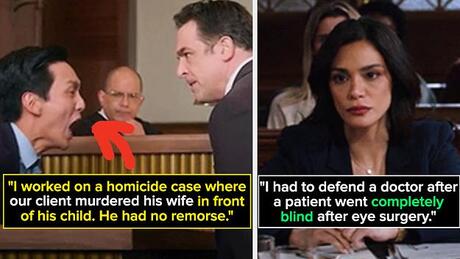 "I worked on a homicide case where
our client murdered his wife in front
of his child. He had no remorse."
"I had to defend a doctor after
a patient went completely
blind after eye surgery."